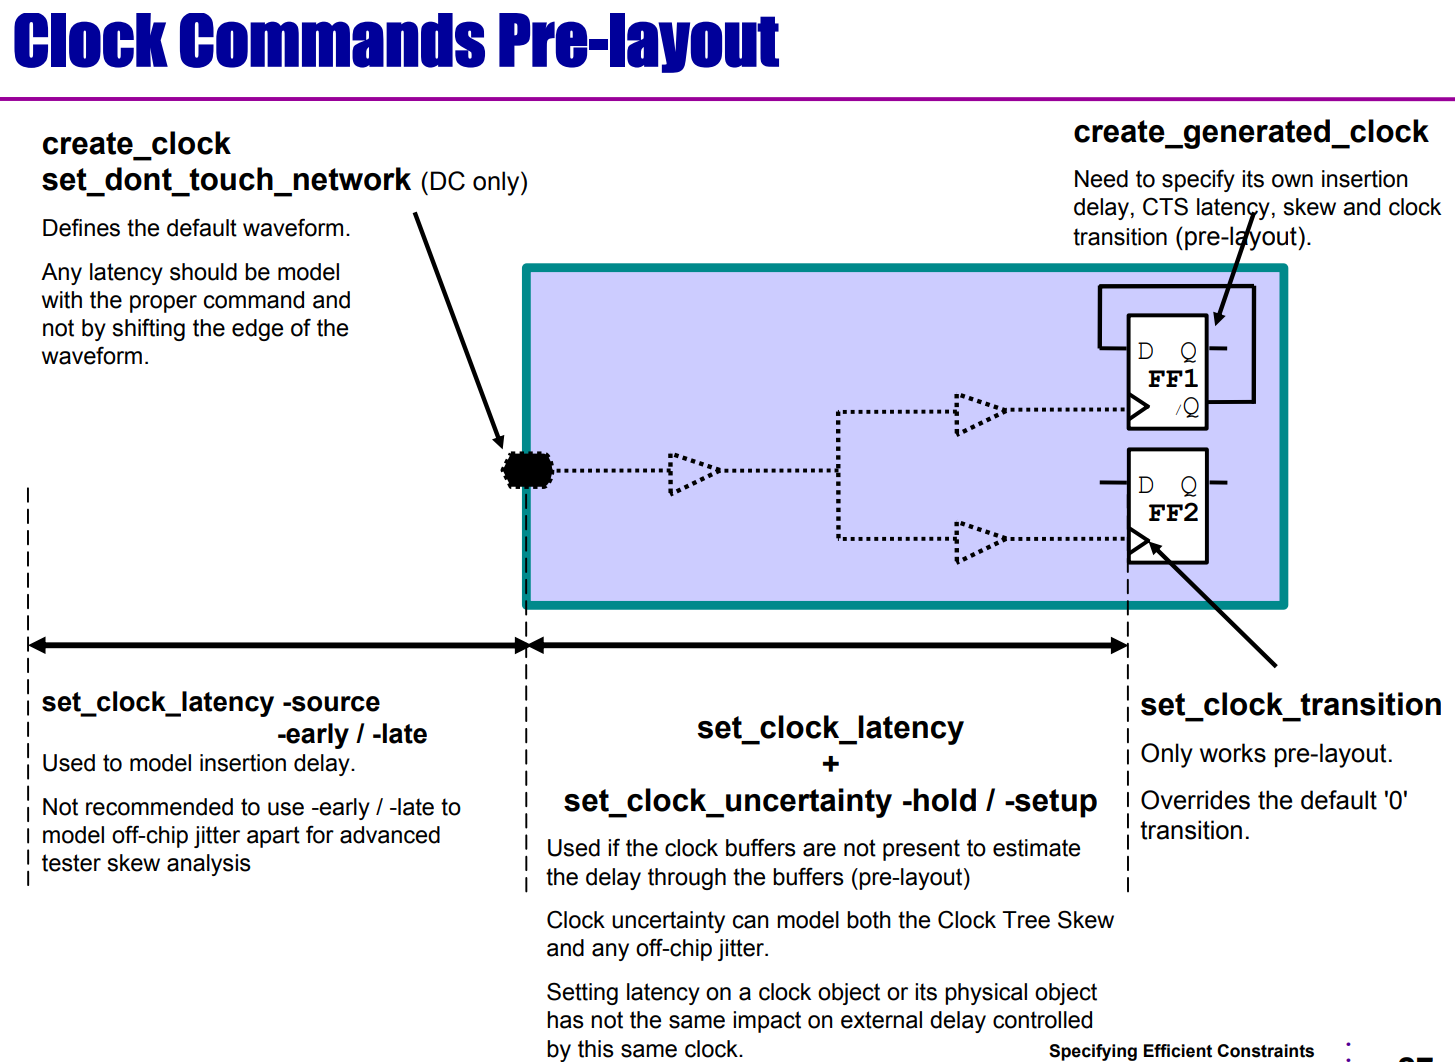 Clock Commands Pre-layout
create_clock
set_dont_touch_network (DC only)
Defines the default waveform.
Any latency should be model
with the proper command and
not by shifting the edge of the
waveform.
create_generated_clock
Need to specify its own insertion
delay, CTS latency, skew and clock
transition (pre-layout).
D Q
FF1
/Q
D Q
FF2
set_clock_latency -source
-early / -late
Used to model insertion delay.
Not recommended to use -early / -late to
model off-chip jitter apart for advanced
tester skew analysis
set_clock_latency
+
set_clock_uncertainty -hold / -setup
Used if the clock buffers are not present to estimate
the delay through the buffers (pre-layout)
Clock uncertainty can model both the Clock Tree Skew
and any off-chip jitter.
Setting latency on a clock object or its physical object
has not the same impact on external delay controlled
by this same clock.
set_clock_transition
Only works pre-layout.
Overrides the default '0'
transition.
Specifying Efficient Constraints